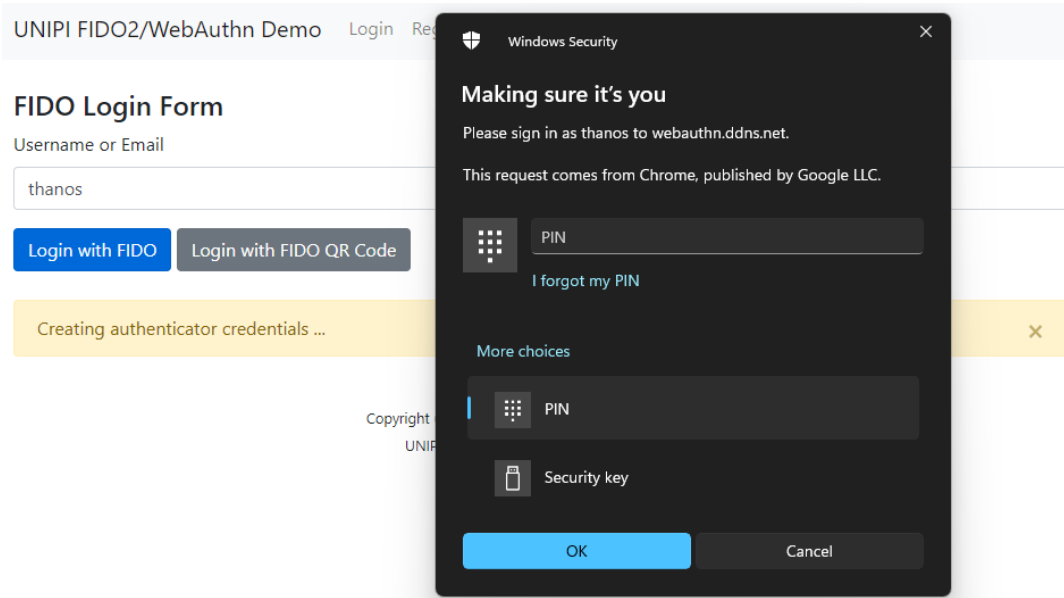 UNIPI FIDO2/WebAuthn Demo Login
FIDO Login Form
Username or Email
thanos
Login with FIDO Login with FIDO QR Code
Creating authenticator credentials ... ×
Copyright
Windows Security
Making sure it's you
Please sign in as thanos to webauthn.ddns.net.
This request comes from Chrome, published by Google LLC.
PIN
I forgot my PIN
More choices
PIN
Security key
OK Cancel